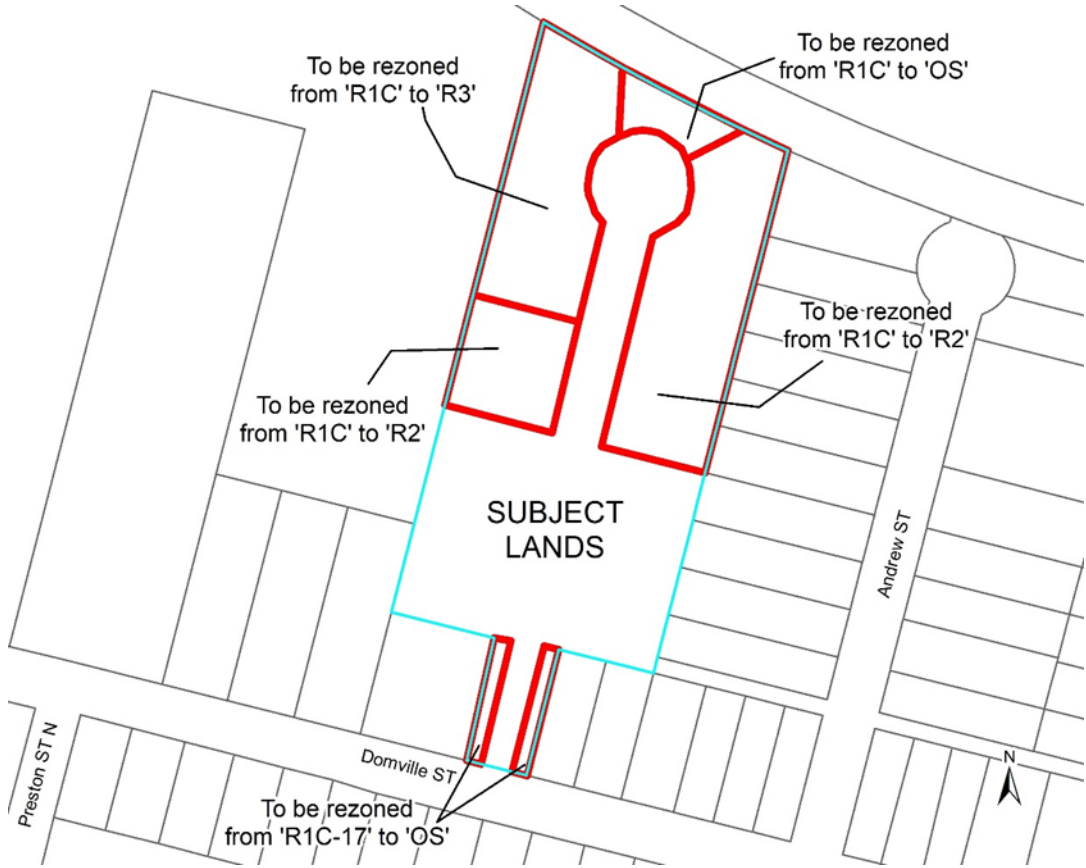 To be rezoned
from 'R1C' to 'R3'
To be rezoned
from 'R1C' to 'OS'
To be rezoned
from 'R1C' to 'R2'
To be rezoned
from 'R1C' to 'R2'
SUBJECT
LANDS
Andrew ST
Preston ST N
Domville ST
N
To be rezoned
from 'R1C-17' to 'OS'